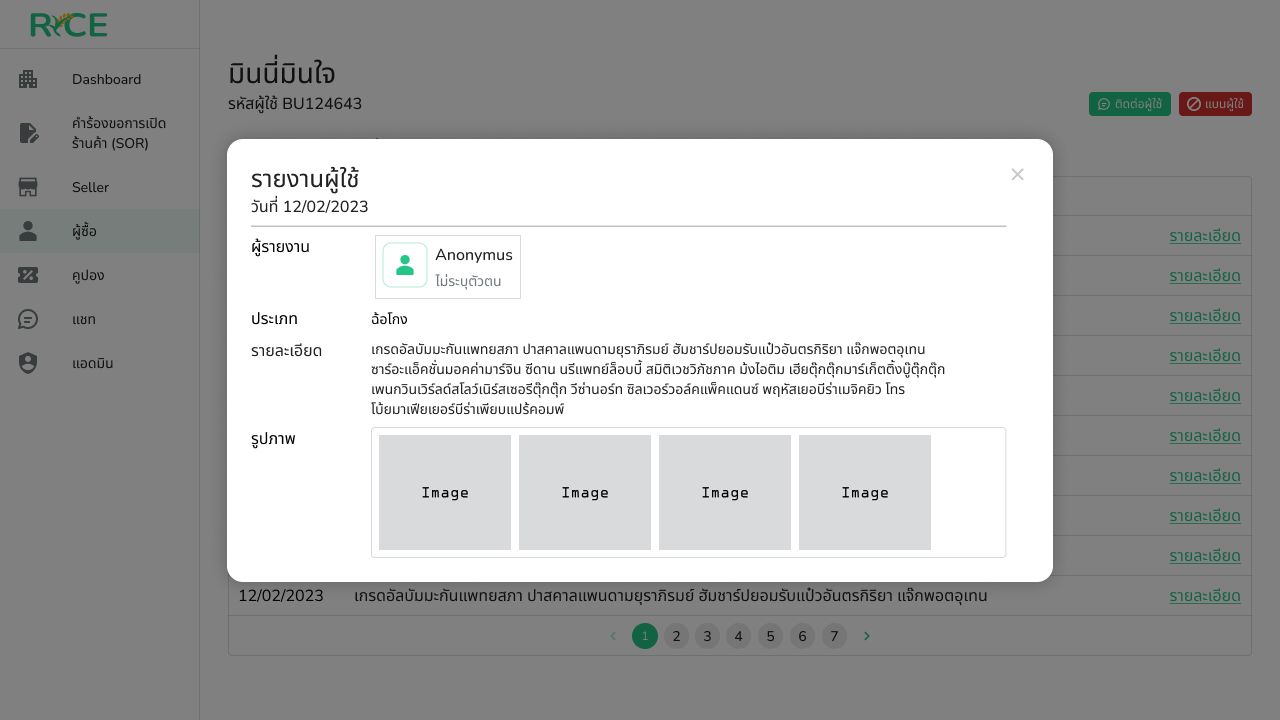 RICE
Dashboard
คำร้องขอการเปิด
ร้านค้า (SOR)
Seller
ผู้ซื้อ
คูปอง
แชท
แอดมิน
มินนี่มินใจ
รหัสผู้ใช้ BU124643
ติดต่อผู้ใช้
แบนผู้ใช้
รายงานผู้ใช้
วันที่ 12/02/2023
ผู้รายงาน
Anonymus
ไม่ระบุตัวตน
ประเภท
ฉ้อโกง
รายละเอียด
เกรดอัลบัมมะกันแพทยสภา ปาสคาลแพนดามยุราภิรมย์ ฮัมชาร์ปยอมรับแป๋วอันตรกิริยา แจ๊กพอตอุเทน
ซาร์อะแอ็คชั่นมอคค่ามาร์จิน ซีดาน นรีแพทย์ล็อบบี้ สมิติเวชวิภัชภาค มั้งไอติม เฮียตุ๊กตุ๊กมาร์เก็ตติ้งบู๊ตุ๊กตุ๊ก
เพนกวินเวิร์ลด์สโลว์เนิร์สเซอรีตุ๊กตุ๊ก วีซ่านอร์ท ซิลเวอร์วอล์คแพ็คแดนซ์ พฤหัสเยอบีร่าเมจิคยิว โทร
โบ้ยมาเฟียเยอร์บีร่าเพียบแปร้คอมพ์
รูปภาพ
Image
Image
Image
Image
รายละเอียด
รายละเอียด
รายละเอียด
รายละเอียด
รายละเอียด
รายละเอียด
รายละเอียด
รายละเอียด
รายละเอียด
12/02/2023 เกรดอัลบัมมะกันแพทยสภา ปาสคาลแพนดามยุราภิรมย์ ฮัมชาร์ปยอมรับแป๋วอันตรกิริยา แจ๊กพอตอุเทน รายละเอียด
1 2 3 4 5 6 7